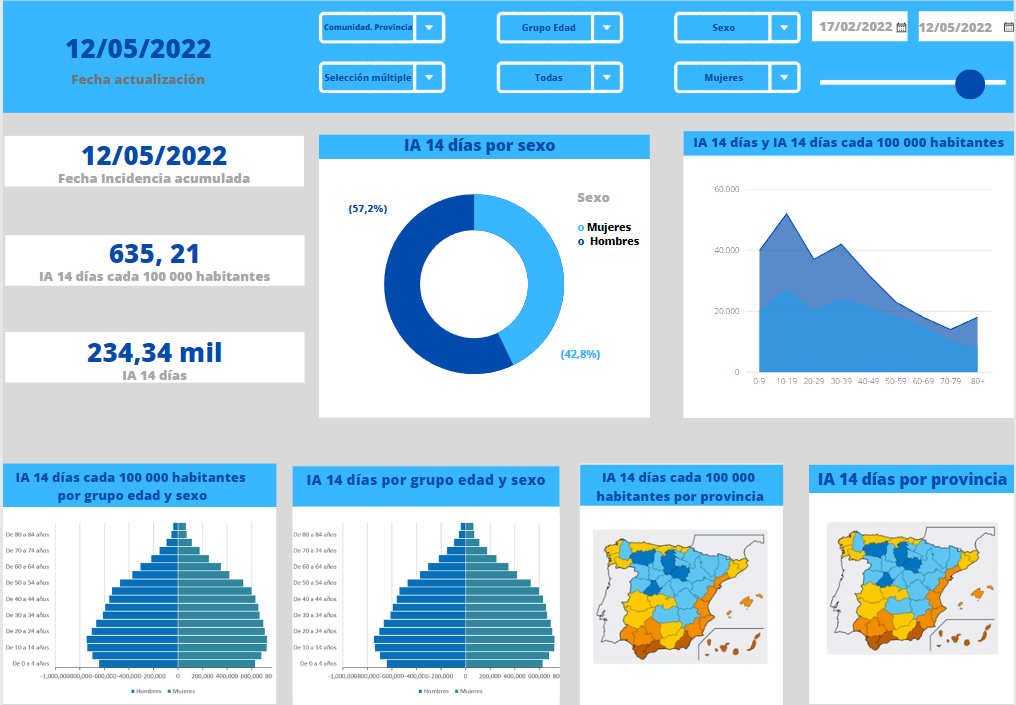 12/05/2022
Fecha actualización
Comunidad. Provincia
Grupo Edad
Sexo
17/02/2022
12/05/2022
Selección múltiple
Todas
Mujeres
12/05/2022
Fecha Incidencia acumulada
635, 21
IA 14 días cada 100 000 habitantes
234,34 mil
IA 14 días
IA 14 días por sexo
(57,2%)
Sexo
o Mujeres
o Hombres
(42,8%)
IA 14 días y IA 14 días cada 100 000 habitantes
60.000
40.000
20.000
0
0-9 10-19 20-29 30-39 40-49 50-59 60-69 70-79 80+
IA 14 días cada 100 000 habitantes
por grupo edad y sexo
De 80 a 84 años
De 70 a 74 años
De 60 a 64 años
De 50 a 54 años
De 40 a 44 años
De 30 a 34 años
De 20 a 24 años
De 10 a 14 años
De 0 a 4 años
-1,000,000-800,000-600,000-400,000-200,000 0 200,000 400,000 600,000 80
Hombres Mujeres
IA 14 días por grupo edad y sexo
De 80 a 84 años
De 70 a 74 años
De 60 a 64 años
De 50 a 54 años
De 40 a 44 años
De 30 a 34 años
De 20 a 24 años
De 10 a 14 años
De 0 a 4 años
-1,000,000-800,000-600,000-400,000-200,000 0 200,000 400,000 600,000 80
Hombres Mujeres
IA 14 días cada 100 000
habitantes por provincia
IA 14 días por provincia